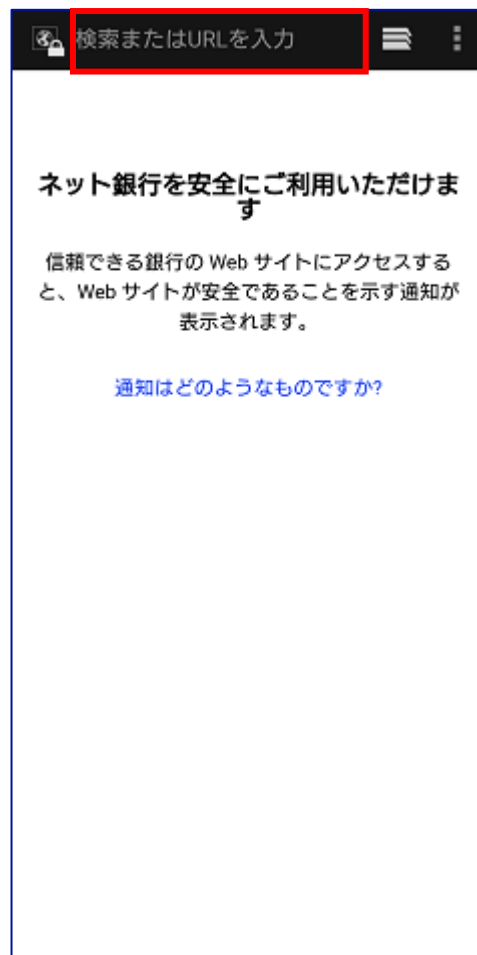 検索またはURLを入力
ネット銀行を安全にご利用いただけま
す
信頼できる銀行の Web サイトにアクセスする
と、Web サイトが安全であることを示す通知が
表示されます。
通知はどのようなものですか?